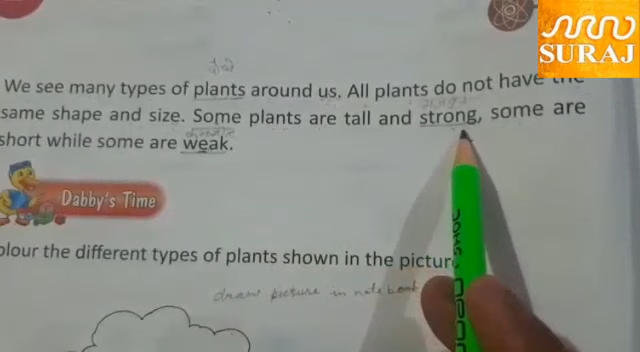 SURAJ
We see many types of plants around us. All plants do not have the
same shape and size. Some plants are tall and strong, some are
short while some are weak.
Dabby's Time
olour the different types of plants shown in the pictur
draw picture in notebook